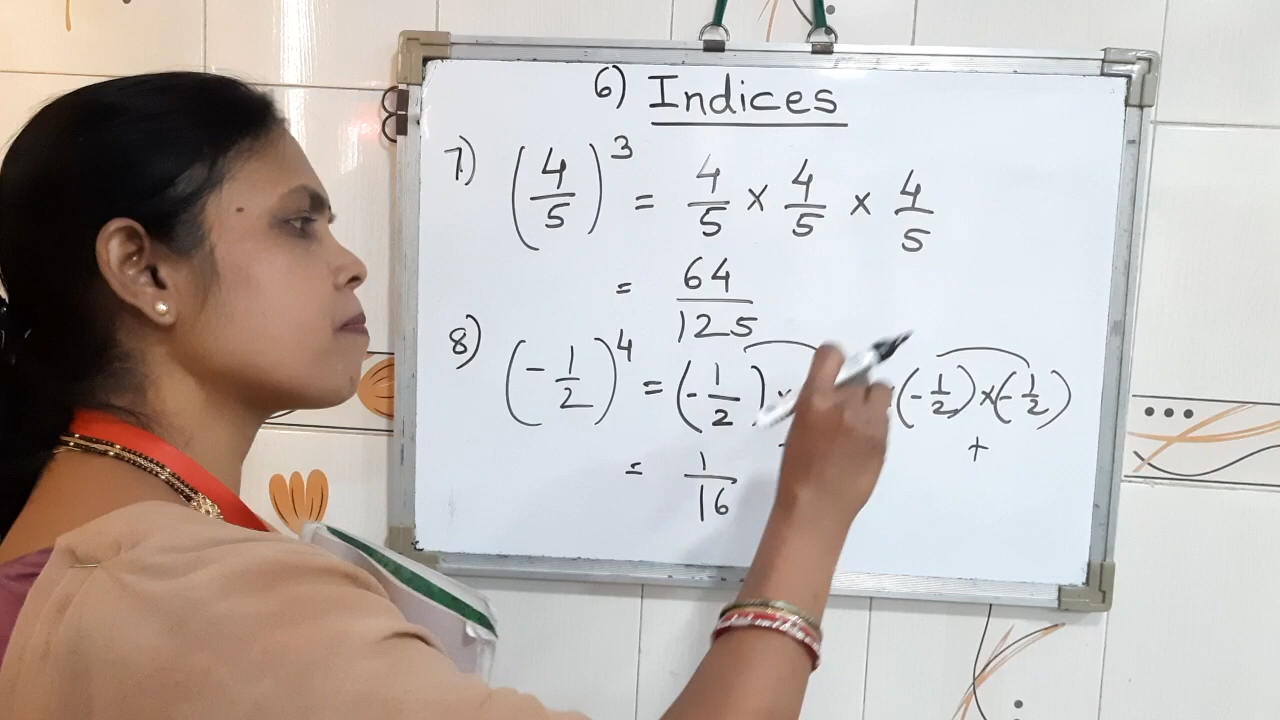 6) Indices
7) (4/5)³ = 4/5 × 4/5 × 4/5
= 64/125
8) (-1/2)⁴ = (-1/2) × (-1/2) × (-1/2)
+
= 1/16